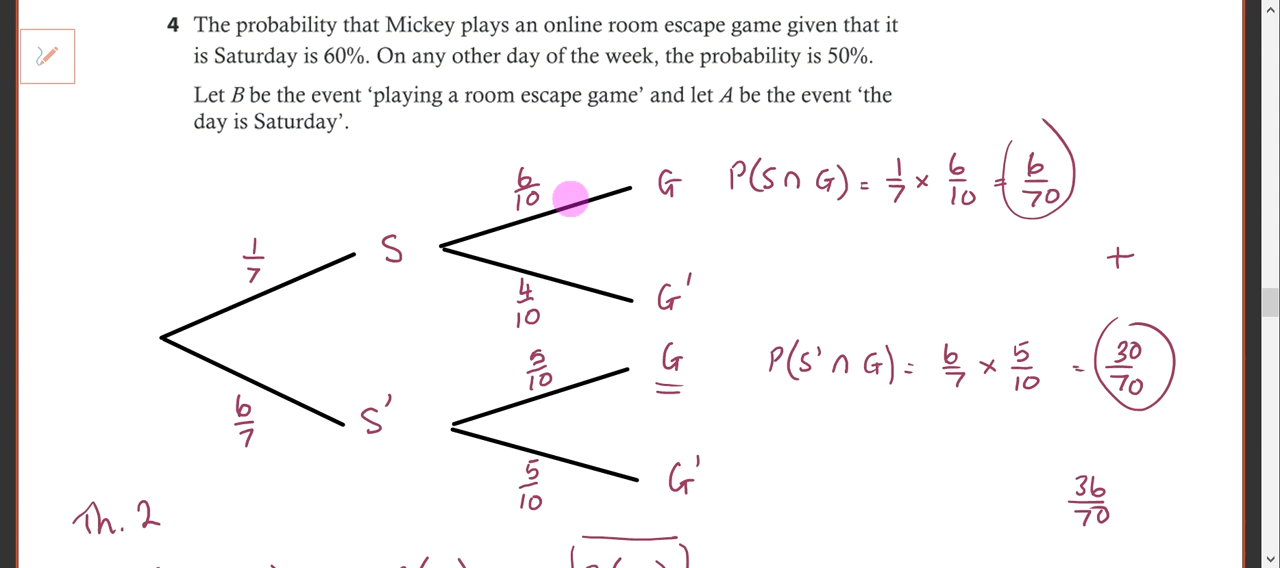 4 The probability that Mickey plays an online room escape game given that it
is Saturday is 60%. On any other day of the week, the probability is 50%.
Let B be the event ‘playing a room escape game’ and let A be the event ‘the
day is Saturday’.
6/10 G P(S∩G) = 1/7 × 6/10 = 6/70
1/7 S
+
4/10 G'
5/10 G P(S'∩G) = 6/7 × 5/10 = 30/70
6/7 S'
5/10 G'
36/70
Th. 2